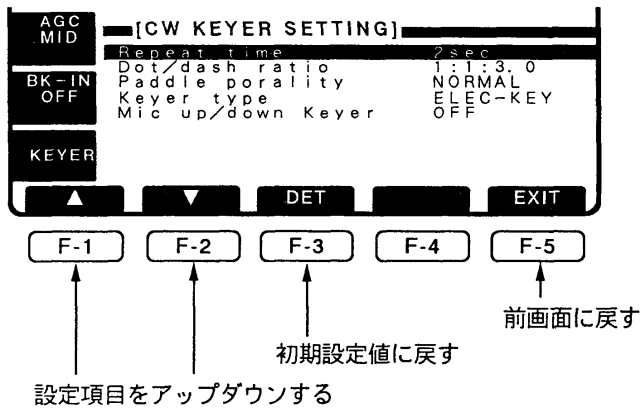 AGC
MID
[CW KEYER SETTING]
Repeat time 2sec
Dot/dash ratio 1:1:3.0
BK-IN
OFF
Paddle porality NORMAL
Keyer type ELEC-KEY
Mic up/down Keyer OFF
KEYER
▲ ▼ DET EXIT
F-1 F-2 F-3 F-4 F-5
前画面に戻す
初期設定値に戻す
設定項目をアップダウンする